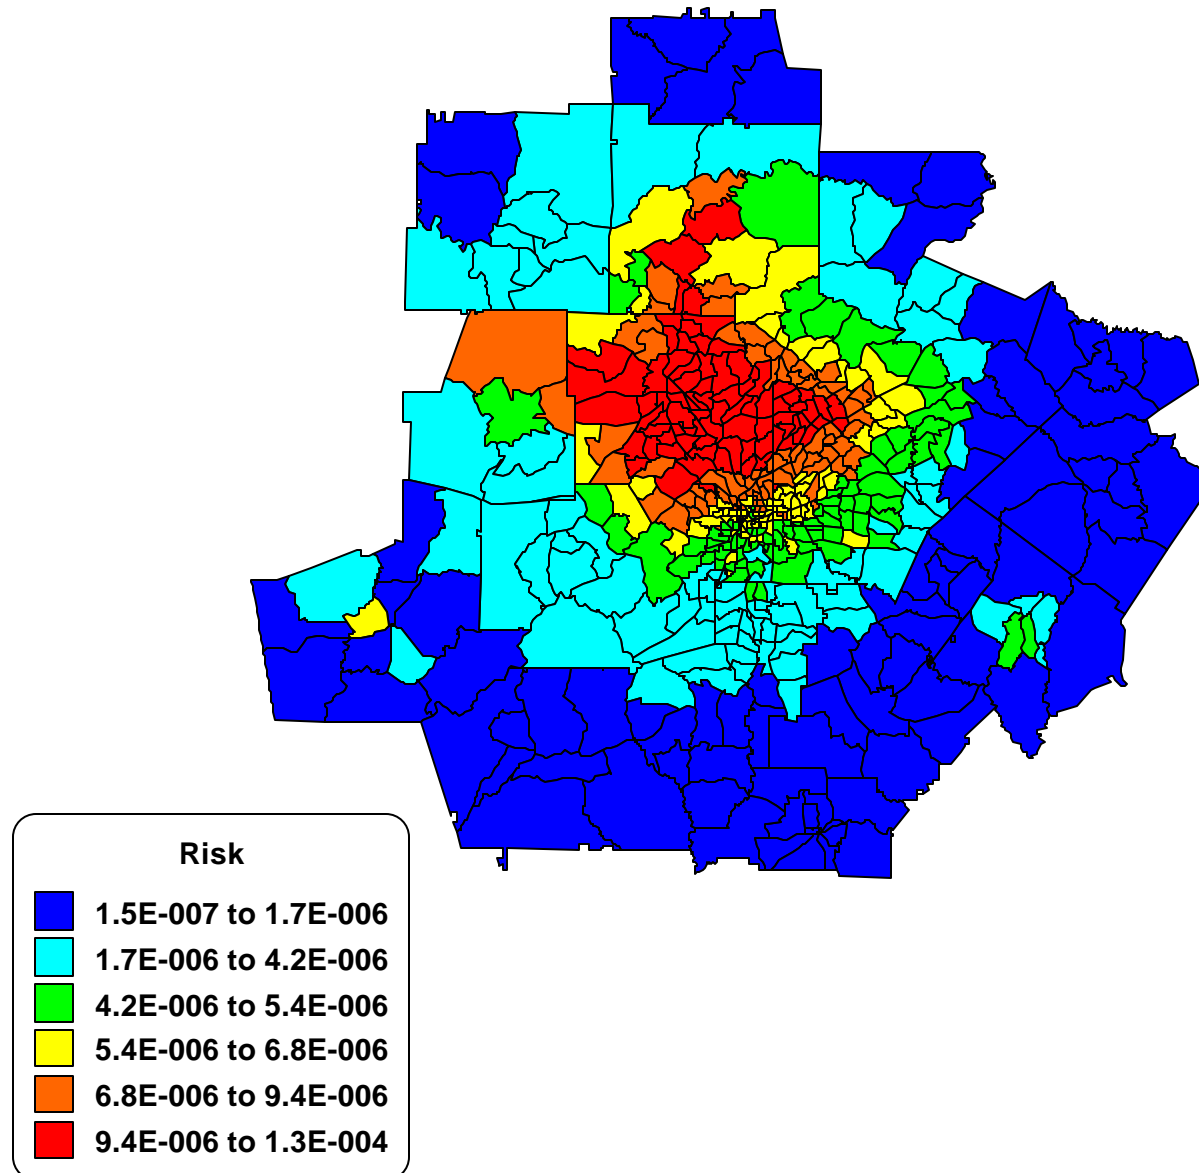 Risk
1.5E-007 to 1.7E-006
1.7E-006 to 4.2E-006
4.2E-006 to 5.4E-006
5.4E-006 to 6.8E-006
6.8E-006 to 9.4E-006
9.4E-006 to 1.3E-004